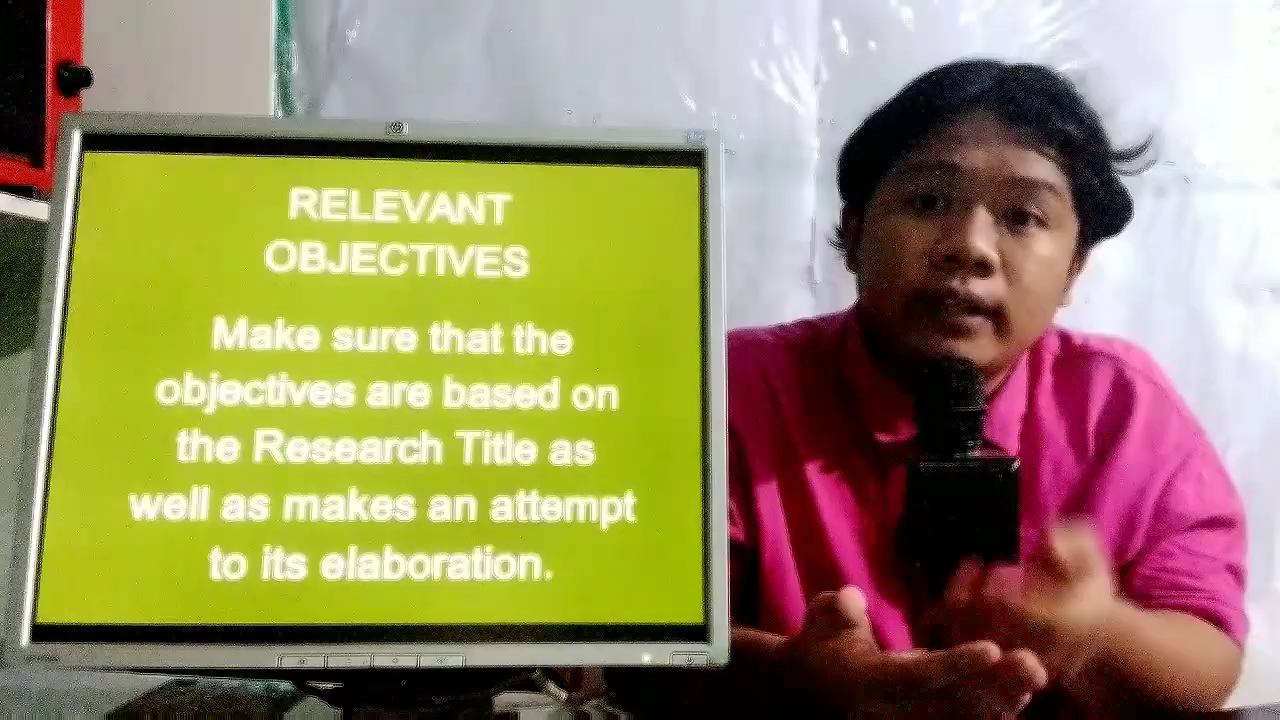 RELEVANT
OBJECTIVES
Make sure that the
objectives are based on
the Research Title as
well as makes an attempt
to its elaboration.